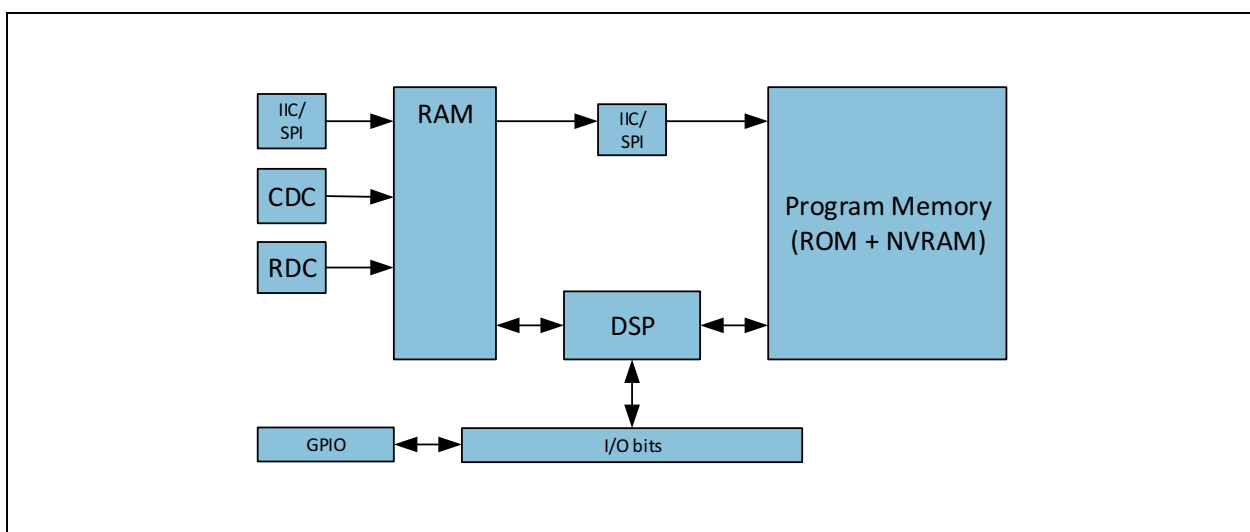 IIC/
SPI
RAM
IIC/
SPI
CDC
RDC
Program Memory
(ROM + NVRAM)
DSP
GPIO
I/O bits